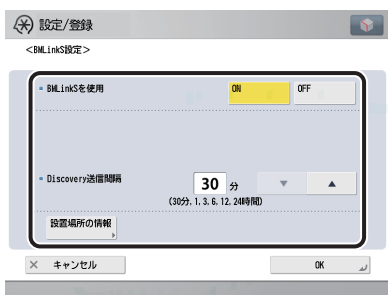 設定/登録
<BMLinkS設定>
BMLinkSを使用
ON
OFF
Discovery送信間隔
30 分
(30分, 1, 3, 6, 12, 24時間)
設置場所の情報
キャンセル
OK